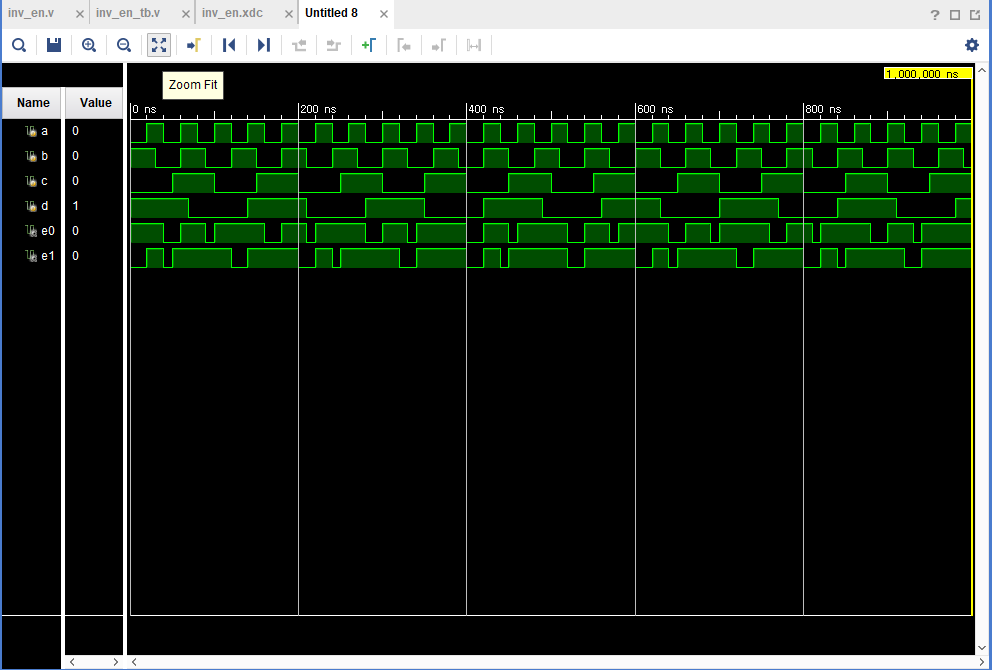 inv_en.v × inv_en_tb.v × inv_en.xdc × Untitled 8 × ?
Zoom Fit
1,000,000 ns
Name Value
0 ns 200 ns 400 ns 600 ns 800 ns
a 0
b 0
c 0
d 1
e0 0
e1 0